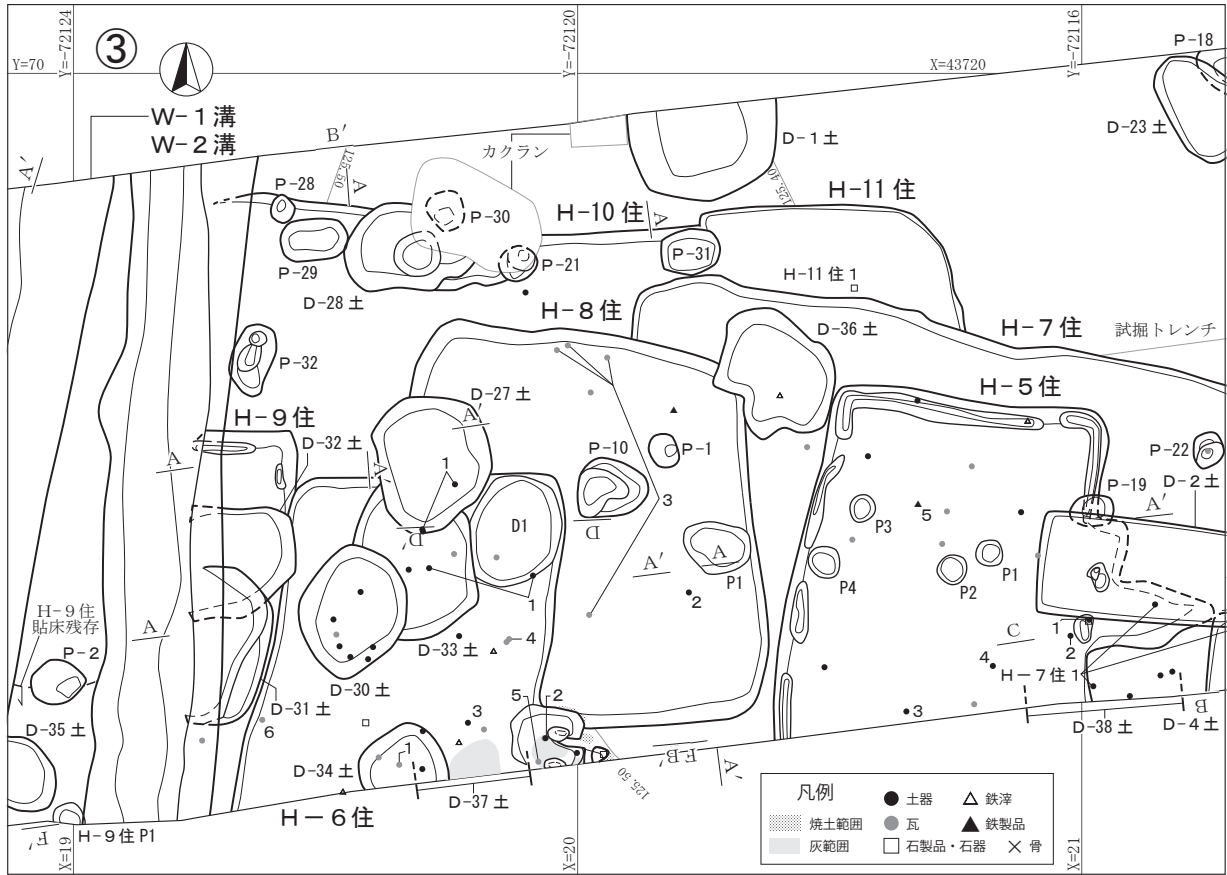 Y=-72124
Y=-72120
Y=-72116
③
Y=70
X=43720
P-18
W-1溝
W-2溝
B′
カクラン
D-1土
D-23土
A′
125.50
A
125.40
P-28
P-30
H-10住
A
H-11住
P-29
P-21
P-31
D-28土
H-11住1
H-8住
D-36土
H-7住
試掘トレンチ
P-32
H-5住
D-27土
A′
H-9住
D-32土
1
P-10
P-1
P-22
A
A′
3
P-19
D-2土
A′
D1
5
P3
D′
D
A′
A
P1
P4
P2
P1
H-9住
貼床残存
A
1
2
C
1
2
P-2
D-33土
4
4
H-7住1
D-30土
D-31土
5
2
3
3
B
D-35土
6
D-38土
D-4土
D-34土
1
F B′
A′
125.50
D-37土
H-6住
F′
H-9住P1
X=19
X=20
X=21
凡例
土器
鉄滓
焼土範囲
瓦
鉄製品
灰範囲
石製品・石器
骨